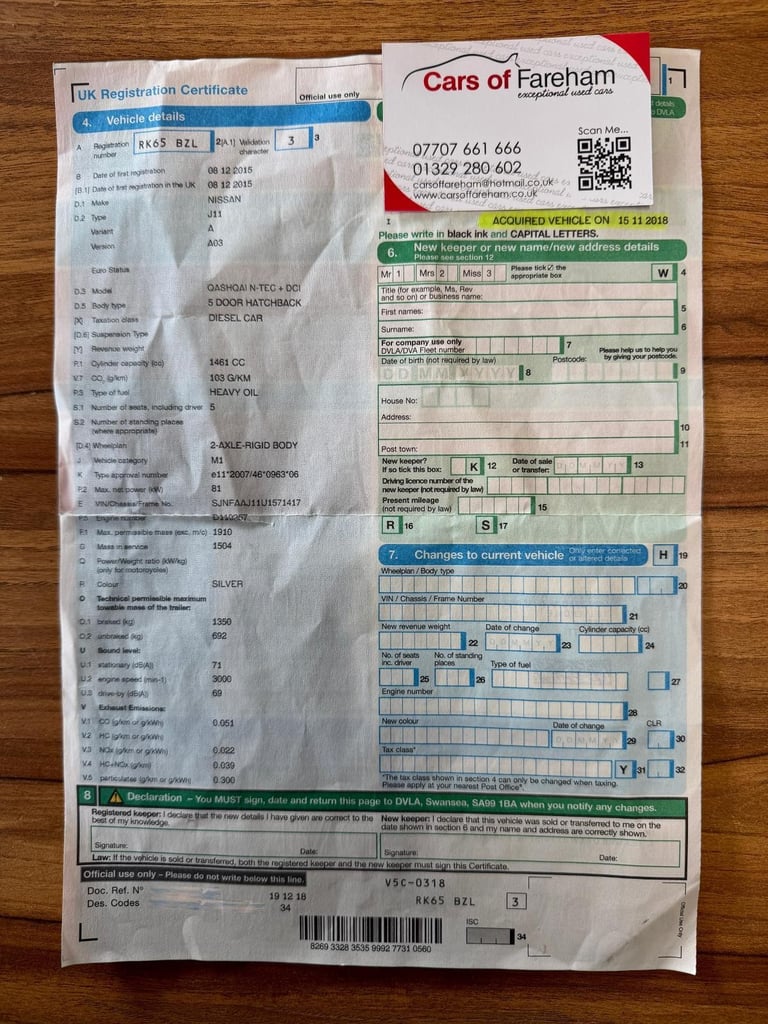 UK Registration Certificate
Official use only
1
4. Vehicle details
A Registration number RK65 BZL 2 [A.1] Validation character 3 3
B Date of first registration 08 12 2015
[B.1] Date of first registration in the UK 08 12 2015
D.1 Make NISSAN
D.2 Type J11
Variant A
Version A03
Euro Status
D.3 Model QASHQAI N-TEC + DCI
D.5 Body type 5 DOOR HATCHBACK
[X] Taxation class DIESEL CAR
[D.6] Suspension Type
[Y] Revenue weight
P.1 Cylinder capacity (cc) 1461 CC
V.7 CO₂ (g/km) 103 G/KM
P.3 Type of fuel HEAVY OIL
S.1 Number of seats, including driver 5
S.2 Number of standing places
(where appropriate)
[D.4] Wheelplan 2-AXLE-RIGID BODY
J Vehicle category M1
K Type approval number e11*2007/46*0963*06
P.2 Max. net power (kW) 81
E VIN/Chassis/Frame No. SJNFAAJ11U1571417
P.5 Engine number
F.1 Max. permissible mass (exc. m/c) 1910
G Mass in service 1504
Q Power/Weight ratio (kW/kg)
(only for motorcycles)
R Colour SILVER
O Technical permissible maximum
towable mass of the trailer:
O.1 braked (kg) 1350
O.2 unbraked (kg) 692
U Sound level:
U.1 stationary (dB(A)) 71
U.2 engine speed (min-1) 3000
U.3 drive-by (dB(A)) 69
V Exhaust Emissions:
V.1 CO (g/km or g/kWh) 0.051
V.2 HC (g/km or g/kWh)
V.3 NOx (g/km or g/kWh) 0.022
V.4 HC+NOx (g/km) 0.039
V.5 particulates (g/km or g/kWh) 0.300
Cars of Fareham
exceptional used cars
Scan Me...
07707 661 666
01329 280 602
carsoffareham@hotmail.co.uk
www.carsoffareham.co.uk
details
DVLA
I ACQUIRED VEHICLE ON 15 11 2018
Please write in black ink and CAPITAL LETTERS.
6. New keeper or new name/new address details
Please see section 12
Mr 1 Mrs 2 Miss 3 Please tick ☑ the appropriate box W 4
Title (for example, Ms, Rev
and so on) or business name: 5
First names: 6
Surname:
For company use only
DVLA/DVA Fleet number 7 Please help us to help you
by giving your postcode.
Date of birth (not required by law) 8 Postcode: 9
House No:
Address: 10
11
Post town:
New keeper?
If so tick this box: K 12 Date of sale
or transfer: 13
Driving licence number of the
new keeper (not required by law) 14
Present mileage
(not required by law) 15
R 16 S 17
7. Changes to current vehicle Only enter corrected or altered details H 19
Wheelplan / Body type 20
VIN / Chassis / Frame Number 21
New revenue weight 22 Date of change 23 Cylinder capacity (cc) 24
No. of seats
inc. driver 25 No. of standing
places 26 Type of fuel 27
Engine number 28
New colour Date of change 29 CLR 30
Tax class* Y 31 32
*The tax class shown in section 4 can only be changed when taxing.
Please apply at your nearest Post Office*.
8 Declaration – You MUST sign, date and return this page to DVLA, Swansea, SA99 1BA when you notify any changes.
Registered keeper: I declare that the new details I have given are correct to the
best of my knowledge.
Signature: Date:
New keeper: I declare that this vehicle was sold or transferred to me on the
date shown in section 6 and my name and address are correctly shown.
Signature: Date:
Law: If the vehicle is sold or transferred, both the registered keeper and the new keeper must sign this Certificate.
Official use only – Please do not write below this line.
Doc. Ref. Nº 19 12 18
Des. Codes 34
V5C-0318
RK65 BZL 3
ISC
34
8269 3328 3535 9992 7731 0560
Official Use Only